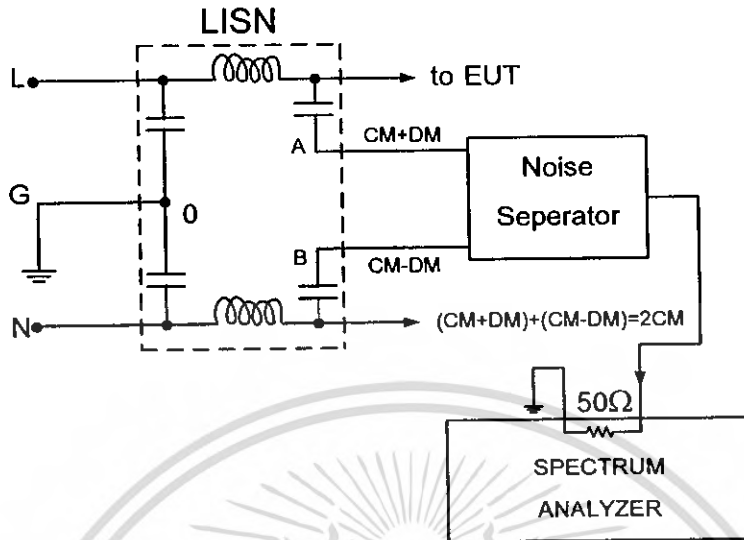 LISN
L
to EUT
A
CM+DM
Noise
Seperator
G
0
B
CM-DM
N
(CM+DM)+(CM-DM)=2CM
50Ω
SPECTRUM
ANALYZER